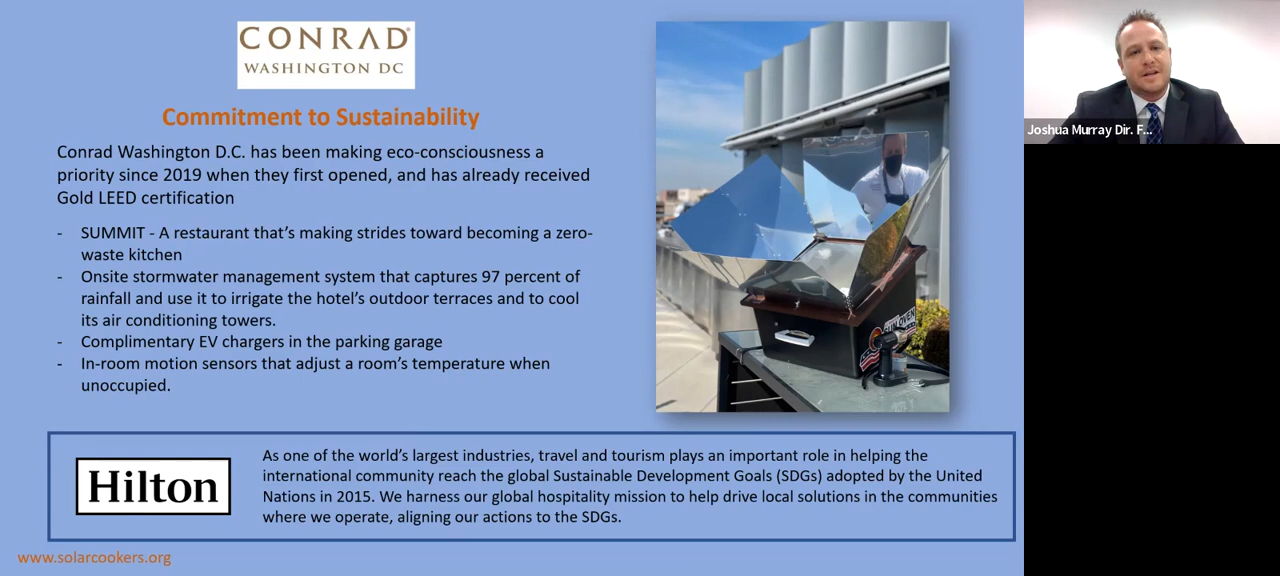 CONRAD
WASHINGTON DC
Commitment to Sustainability
Conrad Washington D.C. has been making eco-consciousness a
priority since 2019 when they first opened, and has already received
Gold LEED certification
- SUMMIT - A restaurant that's making strides toward becoming a zero-
waste kitchen
- Onsite stormwater management system that captures 97 percent of
rainfall and use it to irrigate the hotel's outdoor terraces and to cool
its air conditioning towers.
- Complimentary EV chargers in the parking garage
- In-room motion sensors that adjust a room's temperature when
unoccupied.
Hilton
As one of the world's largest industries, travel and tourism plays an important role in helping the
international community reach the global Sustainable Development Goals (SDGs) adopted by the United
Nations in 2015. We harness our global hospitality mission to help drive local solutions in the communities
where we operate, aligning our actions to the SDGs.
www.solarcookers.org
Joshua Murray Dir. F...